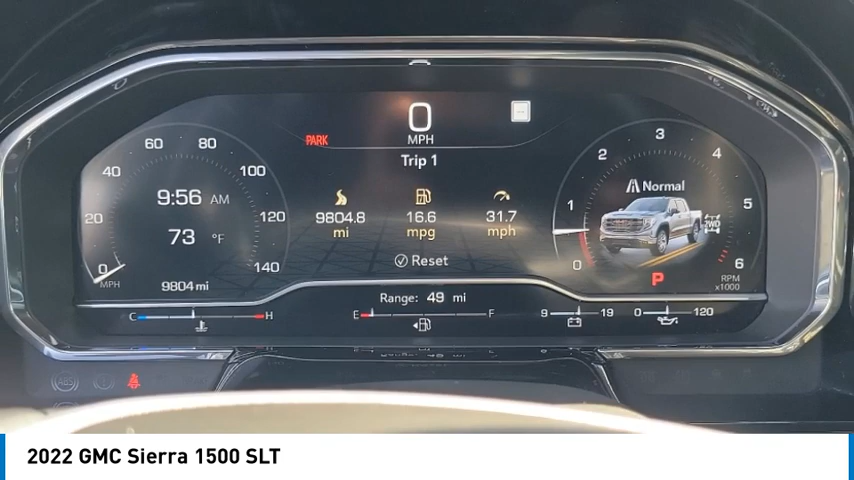 0
MPH
PARK
Trip 1
60 80
40 100
20 120
0 140
MPH
9:56 AM
73 °F
9804 mi
9804.8 mi
16.6 mpg
31.7 mph
Reset
3
2 4
1 5
0 6
Normal
2WD
P
RPM
x1000
Range: 49 mi
C H
E F
9 19
0 120
ABS
2022 GMC Sierra 1500 SLT